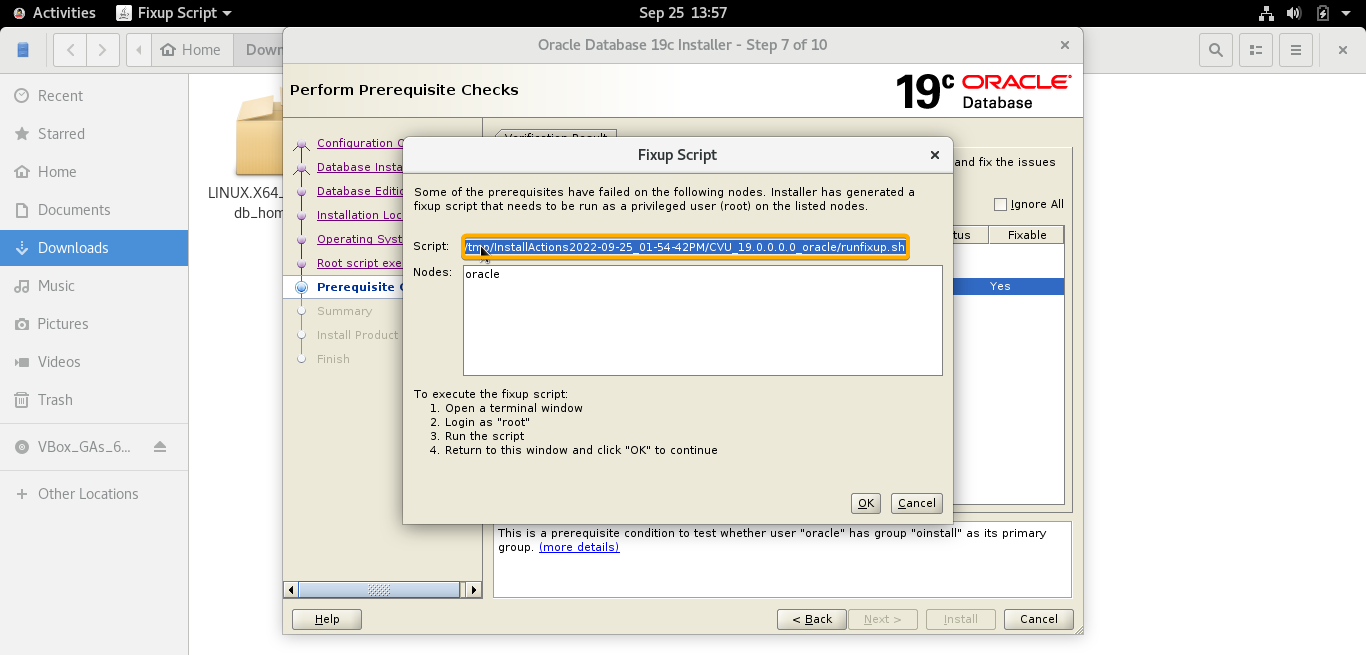 Activities
Fixup Script
Sep 25 13:57
Home
Down
Oracle Database 19c Installer - Step 7 of 10
Recent
Starred
Home
Documents
Downloads
Music
Pictures
Videos
Trash
VBox_GAs_6...
Other Locations
LINUX.X64_
db_hom
Perform Prerequisite Checks
19c ORACLE
Database
Configuration
Database Insta
Database Editio
Installation Loc
Operating Syst
Root script exe
Prerequisite C
Summary
Install Product
Finish
Verification Result
and fix the issues
Ignore All
tus
Fixable
Yes
Fixup Script
Some of the prerequisites have failed on the following nodes. Installer has generated a
fixup script that needs to be run as a privileged user (root) on the listed nodes.
Script: /tmp/InstallActions2022-09-25_01-54-42PM/CVU_19.0.0.0.0_oracle/runfixup.sh
Nodes: oracle
To execute the fixup script:
1. Open a terminal window
2. Login as "root"
3. Run the script
4. Return to this window and click "OK" to continue
OK
Cancel
This is a prerequisite condition to test whether user "oracle" has group "oinstall" as its primary
group. (more details)
Help
< Back
Next >
Install
Cancel